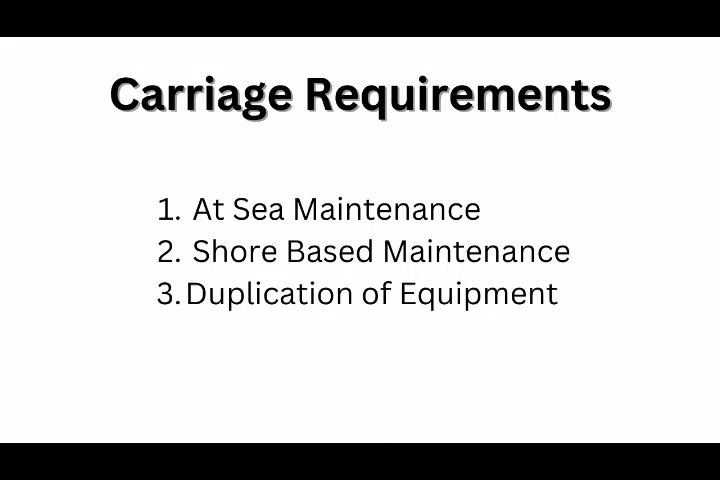 Carriage Requirements
1. At Sea Maintenance
2. Shore Based Maintenance
3. Duplication of Equipment